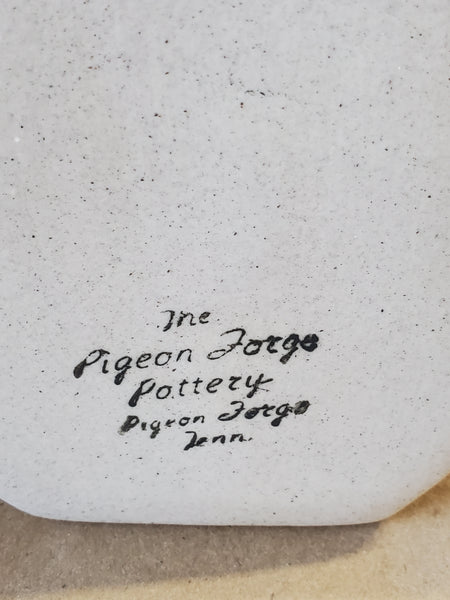 The
Pigeon Forge
Pottery
Pigeon Forge
Tenn.